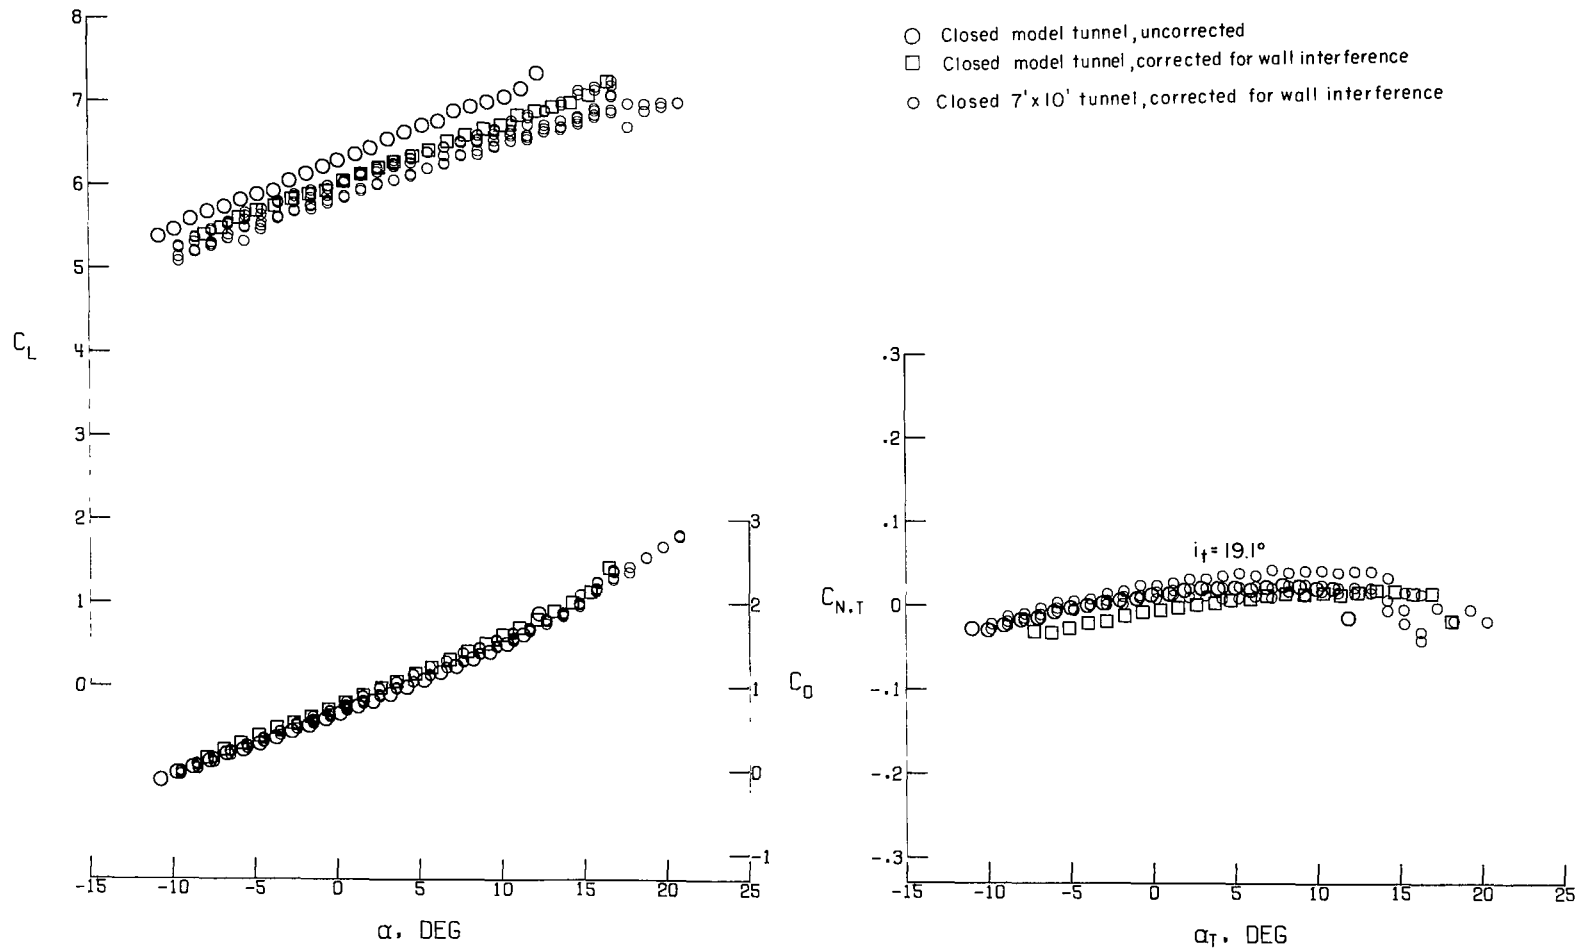 Closed model tunnel, uncorrected
Closed model tunnel, corrected for wall interference
Closed 7'x10' tunnel, corrected for wall interference
8
7
6
5
C_L
4
3
2
1
0
3
2
1
C_D
0
-1
-15 -10 -5 0 5 10 15 20 25
α, DEG
.3
.2
.1
i_t = 19.1°
C_N,T
0
-.1
-.2
-.3
-15 -10 -5 0 5 10 15 20 25
α_T, DEG